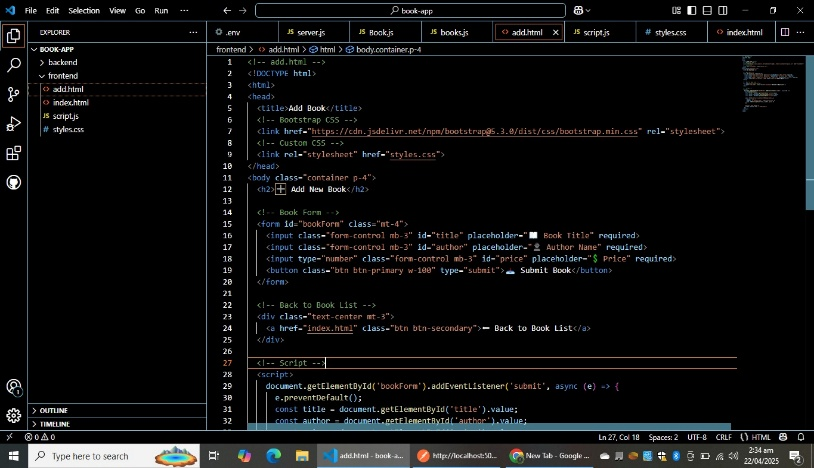 File Edit Selection View Go Run ···
book-app
EXPLORER ···
BOOK-APP
backend
frontend
add.html
index.html
script.js
styles.css
OUTLINE
TIMELINE
.env
JS server.js
JS Book.js
JS books.js
<> add.html ×
JS script.js
# styles.css
<> index.html
frontend > <> add.html > html > body.container.p-4
1 <!-- add.html -->
2 <!DOCTYPE html>
3 <html>
4 <head>
5 <title>Add Book</title>
6 <!-- Bootstrap CSS -->
7 <link href="https://cdn.jsdelivr.net/npm/bootstrap@5.3.0/dist/css/bootstrap.min.css" rel="stylesheet">
8 <!-- Custom CSS -->
9 <link rel="stylesheet" href="styles.css">
10 </head>
11 <body class="container p-4">
12 <h2>➕ Add New Book</h2>
13
14 <!-- Book Form -->
15 <form id="bookForm" class="mt-4">
16 <input class="form-control mb-3" id="title" placeholder="📖 Book Title" required>
17 <input class="form-control mb-3" id="author" placeholder="👤 Author Name" required>
18 <input type="number" class="form-control mb-3" id="price" placeholder="💲 Price" required>
19 <button class="btn btn-primary w-100" type="submit"> Submit Book</button>
20 </form>
21
22 <!-- Back to Book List -->
23 <div class="text-center mt-3">
24 <a href="index.html" class="btn btn-secondary">⬅ Back to Book List</a>
25 </div>
26
27 <!-- Script -->
28 <script>
29 document.getElementById('bookForm').addEventListener('submit', async (e) => {
30 e.preventDefault();
31 const title = document.getElementById('title').value;
32 const author = document.getElementById('author').value;
0 0
Ln 27, Col 18 Spaces: 2 UTF-8 CRLF HTML
Type here to search
add.html - book-a...
http://localhost:50...
New Tab - Google ...
2:34 am
22/04/2025